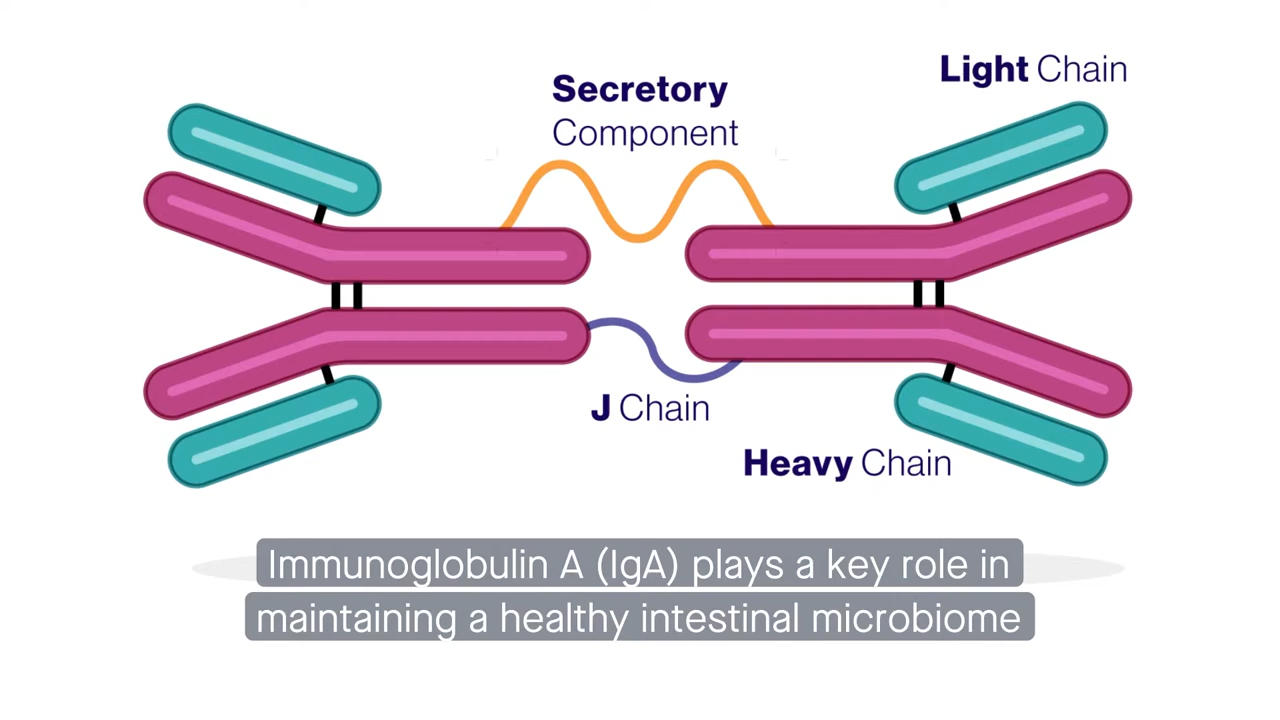 Light Chain
Secretory
Component
J Chain
Heavy Chain
Immunoglobulin A (IgA) plays a key role in
maintaining a healthy intestinal microbiome